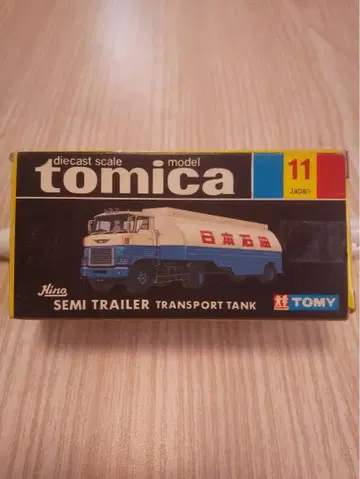 diecast scale model
tomica
11
Japan
日本石油
Hino
SEMI TRAILER TRANSPORT TANK
TOMY